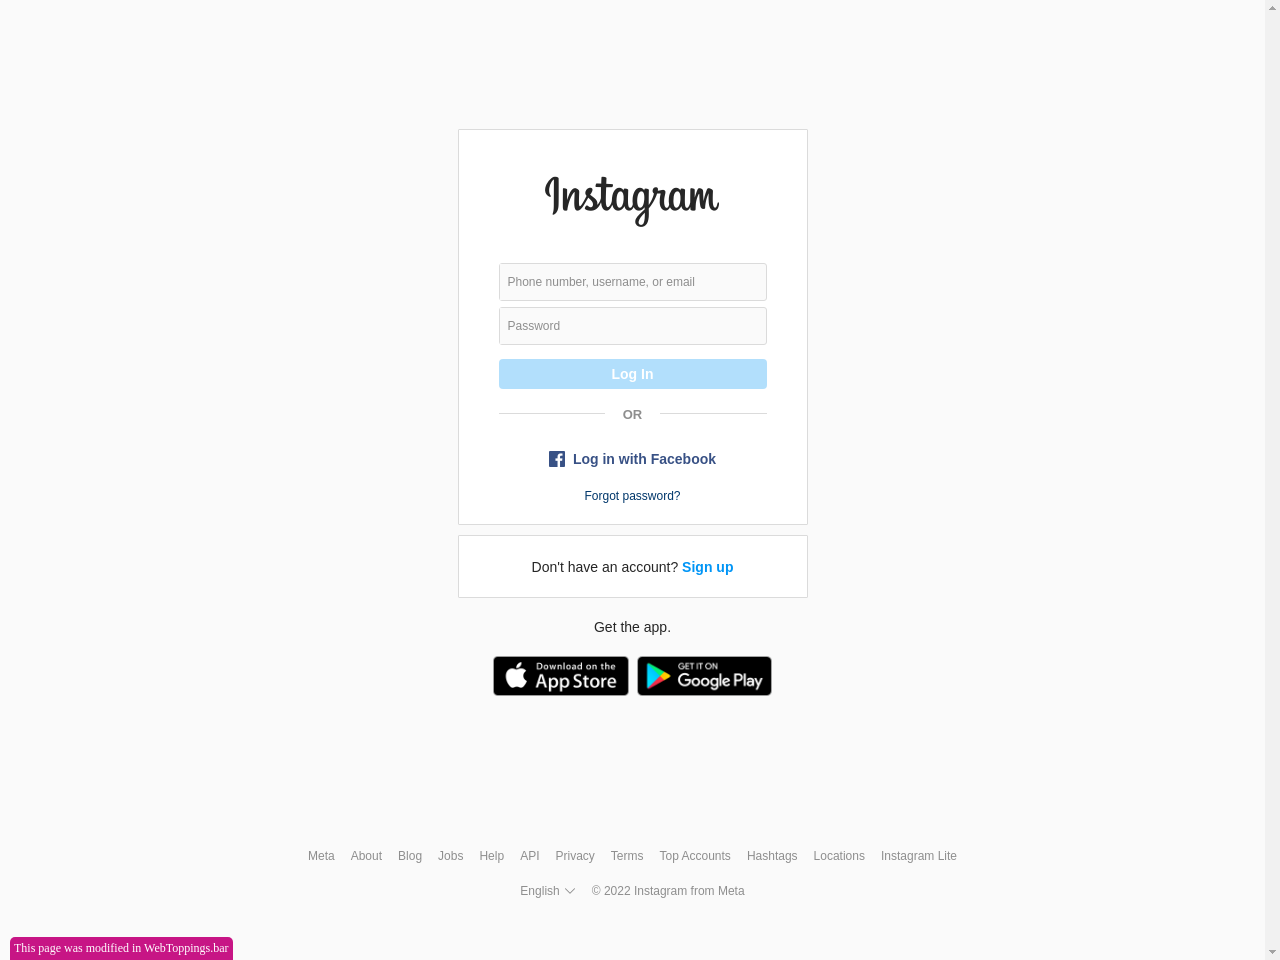 Instagram
Phone number, username, or email
Password
Log In
OR
Log in with Facebook
Forgot password?
Don't have an account? Sign up
Get the app.
Download on the App Store
GET IT ON Google Play
Meta About Blog Jobs Help API Privacy Terms Top Accounts Hashtags Locations Instagram Lite
English © 2022 Instagram from Meta
This page was modified in WebToppings.bar